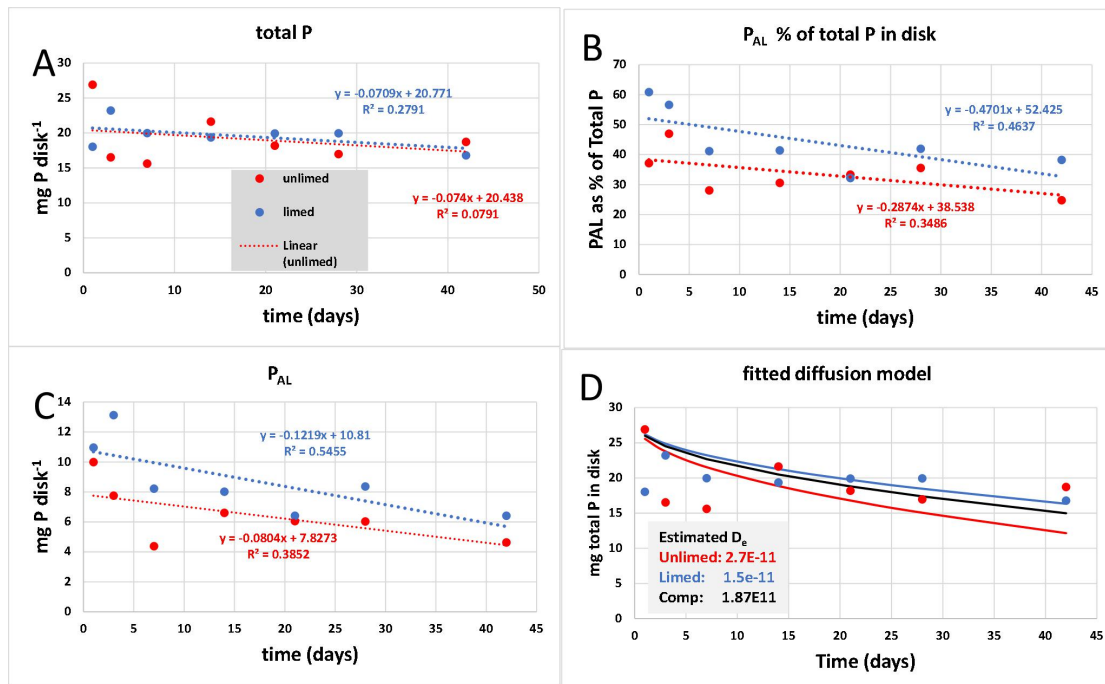 A
total P
30
25
20
15
10
5
0
mg P disk-1
y = -0.0709x + 20.771
R² = 0.2791
unlimed
limed
Linear
(unlimed)
y = -0.074x + 20.438
R² = 0.0791
0 10 20 30 40 50
time (days)
B
PAL % of total P in disk
70
60
50
40
30
20
10
0
PAL as % of Total P
y = -0.4701x + 52.425
R² = 0.4637
y = -0.2874x + 38.538
R² = 0.3486
0 5 10 15 20 25 30 35 40 45
time (days)
C
PAL
14
12
10
8
6
4
2
0
mg P disk-1
y = -0.1219x + 10.81
R² = 0.5455
y = -0.0804x + 7.8273
R² = 0.3852
0 5 10 15 20 25 30 35 40 45
time (days)
D
fitted diffusion model
30
25
20
15
10
5
0
mg total P in disk
Estimated De
Unlimed: 2.7E-11
Limed: 1.5e-11
Comp: 1.87E11
0 5 10 15 20 25 30 35 40 45
Time (days)